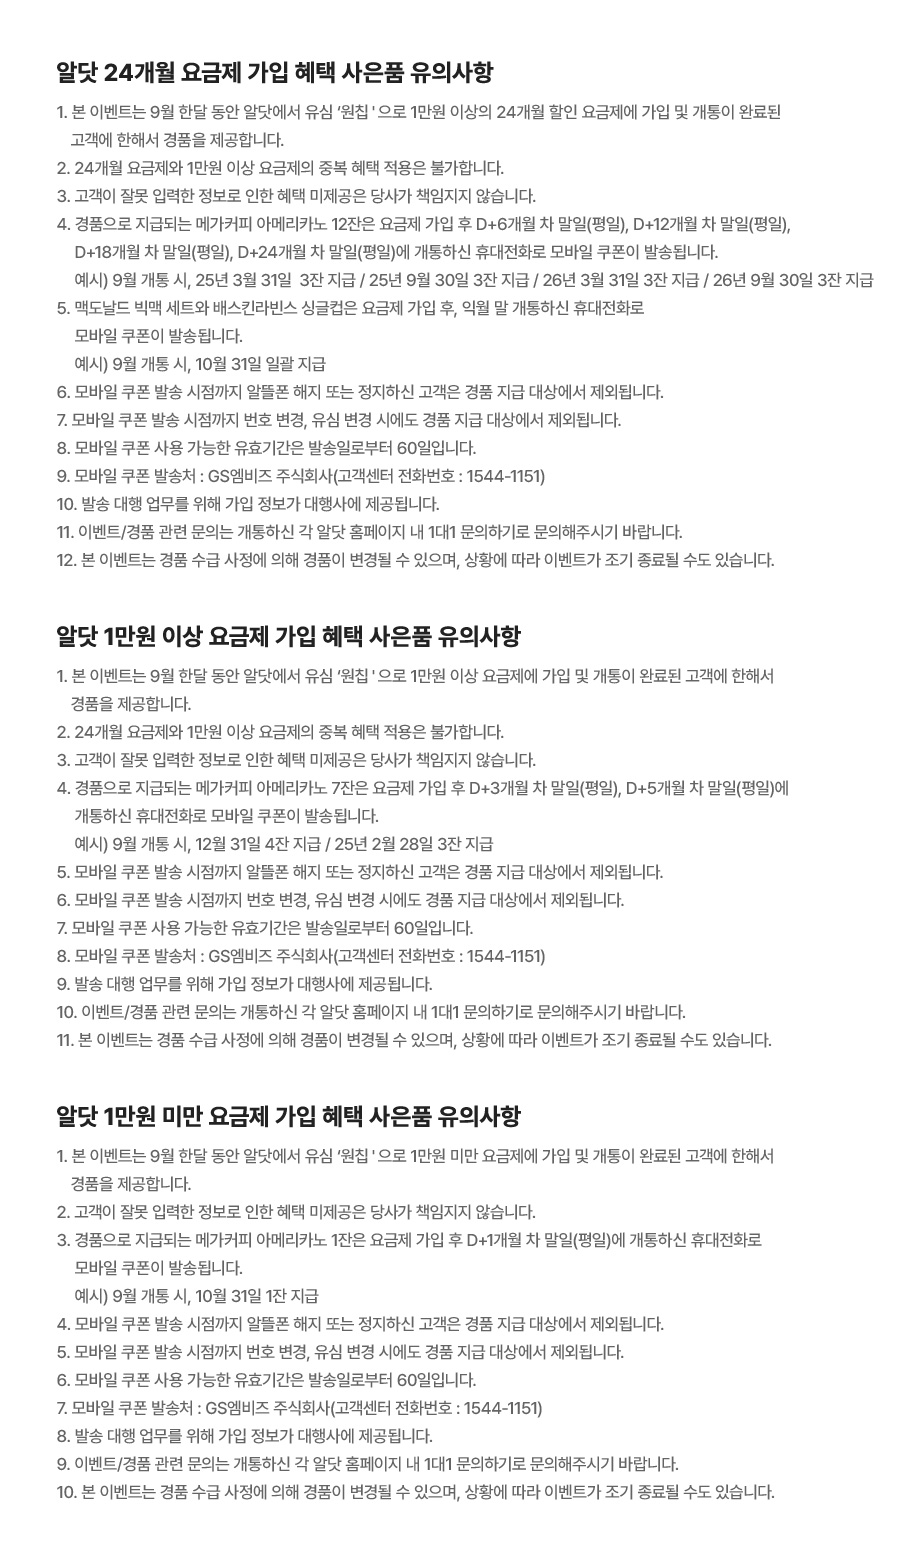 알닷 24개월 요금제 가입 혜택 사은품 유의사항
1. 본 이벤트는 9월 한달 동안 알닷에서 유심 '원칩 ' 으로 1만원 이상의 24개월 할인 요금제에 가입 및 개통이 완료된
고객에 한해서 경품을 제공합니다.
2. 24개월 요금제와 1만원 이상 요금제의 중복 혜택 적용은 불가합니다.
3. 고객이 잘못 입력한 정보로 인한 혜택 미제공은 당사가 책임지지 않습니다.
4. 경품으로 지급되는 메가커피 아메리카노 12잔은 요금제 가입 후 D+6개월 차 말일(평일), D+12개월 차 말일(평일),
D+18개월 차 말일(평일), D+24개월 차 말일(평일)에 개통하신 휴대전화로 모바일 쿠폰이 발송됩니다.
예시) 9월 개통 시, 25년 3월 31일 3잔 지급 / 25년 9월 30일 3잔 지급 / 26년 3월 31일 3잔 지급 / 26년 9월 30일 3잔 지급
5. 맥도날드 빅맥 세트와 배스킨라빈스 싱글컵은 요금제 가입 후, 익월 말 개통하신 휴대전화로
모바일 쿠폰이 발송됩니다.
예시) 9월 개통 시, 10월 31일 일괄 지급
6. 모바일 쿠폰 발송 시점까지 알뜰폰 해지 또는 정지하신 고객은 경품 지급 대상에서 제외됩니다.
7. 모바일 쿠폰 발송 시점까지 번호 변경, 유심 변경 시에도 경품 지급 대상에서 제외됩니다.
8. 모바일 쿠폰 사용 가능한 유효기간은 발송일로부터 60일입니다.
9. 모바일 쿠폰 발송처 : GS엠비즈 주식회사(고객센터 전화번호 : 1544-1151)
10. 발송 대행 업무를 위해 가입 정보가 대행사에 제공됩니다.
11. 이벤트/경품 관련 문의는 개통하신 각 알닷 홈페이지 내 1대1 문의하기로 문의해주시기 바랍니다.
12. 본 이벤트는 경품 수급 사정에 의해 경품이 변경될 수 있으며, 상황에 따라 이벤트가 조기 종료될 수도 있습니다.
알닷 1만원 이상 요금제 가입 혜택 사은품 유의사항
1. 본 이벤트는 9월 한달 동안 알닷에서 유심 '원칩 ' 으로 1만원 이상 요금제에 가입 및 개통이 완료된 고객에 한해서
경품을 제공합니다.
2. 24개월 요금제와 1만원 이상 요금제의 중복 혜택 적용은 불가합니다.
3. 고객이 잘못 입력한 정보로 인한 혜택 미제공은 당사가 책임지지 않습니다.
4. 경품으로 지급되는 메가커피 아메리카노 7잔은 요금제 가입 후 D+3개월 차 말일(평일), D+5개월 차 말일(평일)에
개통하신 휴대전화로 모바일 쿠폰이 발송됩니다.
예시) 9월 개통 시, 12월 31일 4잔 지급 / 25년 2월 28일 3잔 지급
5. 모바일 쿠폰 발송 시점까지 알뜰폰 해지 또는 정지하신 고객은 경품 지급 대상에서 제외됩니다.
6. 모바일 쿠폰 발송 시점까지 번호 변경, 유심 변경 시에도 경품 지급 대상에서 제외됩니다.
7. 모바일 쿠폰 사용 가능한 유효기간은 발송일로부터 60일입니다.
8. 모바일 쿠폰 발송처 : GS엠비즈 주식회사(고객센터 전화번호 : 1544-1151)
9. 발송 대행 업무를 위해 가입 정보가 대행사에 제공됩니다.
10. 이벤트/경품 관련 문의는 개통하신 각 알닷 홈페이지 내 1대1 문의하기로 문의해주시기 바랍니다.
11. 본 이벤트는 경품 수급 사정에 의해 경품이 변경될 수 있으며, 상황에 따라 이벤트가 조기 종료될 수도 있습니다.
알닷 1만원 미만 요금제 가입 혜택 사은품 유의사항
1. 본 이벤트는 9월 한달 동안 알닷에서 유심 '원칩 ' 으로 1만원 미만 요금제에 가입 및 개통이 완료된 고객에 한해서
경품을 제공합니다.
2. 고객이 잘못 입력한 정보로 인한 혜택 미제공은 당사가 책임지지 않습니다.
3. 경품으로 지급되는 메가커피 아메리카노 1잔은 요금제 가입 후 D+1개월 차 말일(평일)에 개통하신 휴대전화로
모바일 쿠폰이 발송됩니다.
예시) 9월 개통 시, 10월 31일 1잔 지급
4. 모바일 쿠폰 발송 시점까지 알뜰폰 해지 또는 정지하신 고객은 경품 지급 대상에서 제외됩니다.
5. 모바일 쿠폰 발송 시점까지 번호 변경, 유심 변경 시에도 경품 지급 대상에서 제외됩니다.
6. 모바일 쿠폰 사용 가능한 유효기간은 발송일로부터 60일입니다.
7. 모바일 쿠폰 발송처 : GS엠비즈 주식회사(고객센터 전화번호 : 1544-1151)
8. 발송 대행 업무를 위해 가입 정보가 대행사에 제공됩니다.
9. 이벤트/경품 관련 문의는 개통하신 각 알닷 홈페이지 내 1대1 문의하기로 문의해주시기 바랍니다.
10. 본 이벤트는 경품 수급 사정에 의해 경품이 변경될 수 있으며, 상황에 따라 이벤트가 조기 종료될 수도 있습니다.